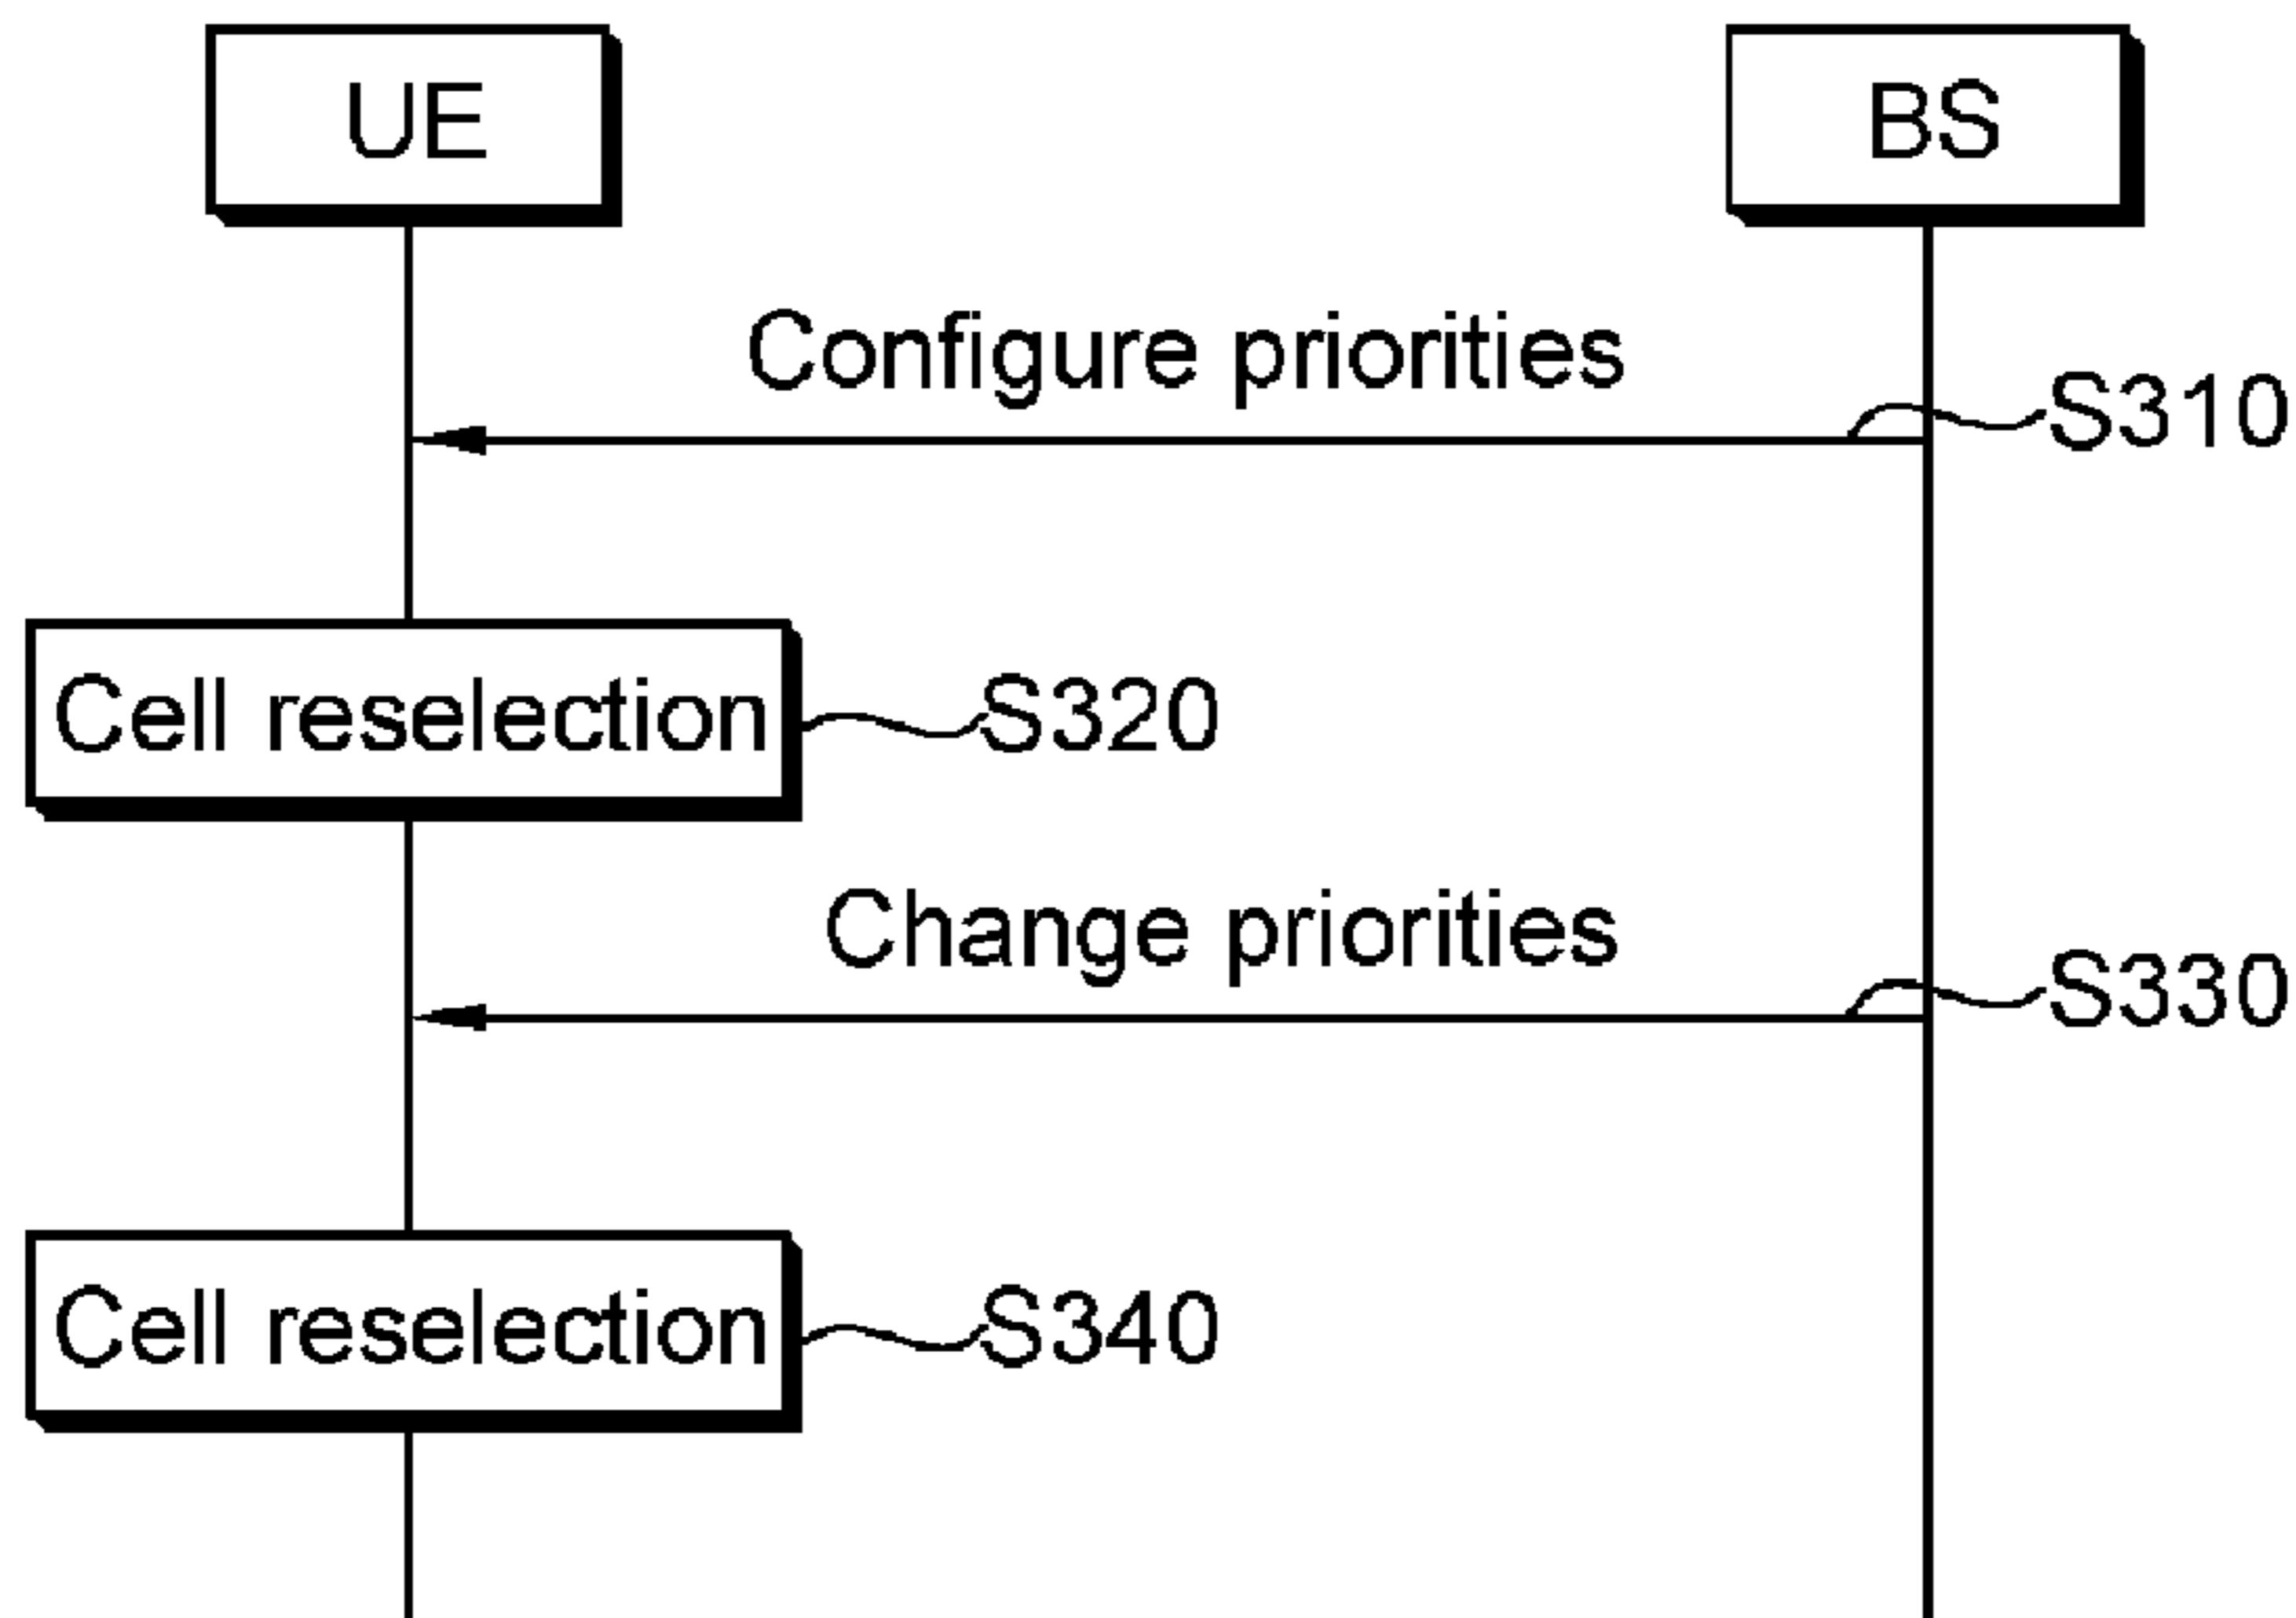 UE
BS
Configure priorities
S310
Cell reselection
S320
Change priorities
S330
Cell reselection
S340